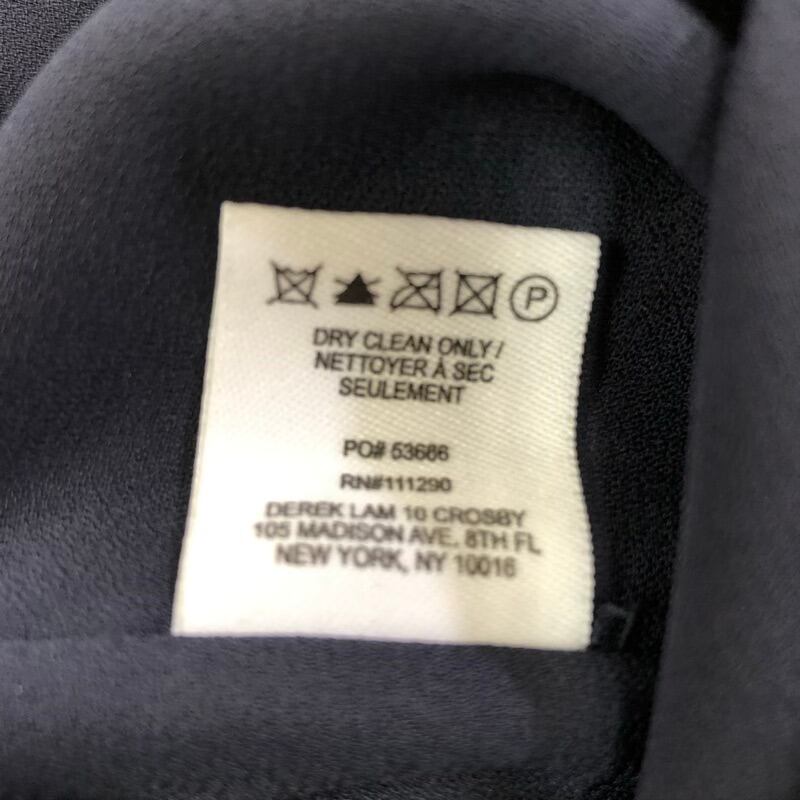 P
DRY CLEAN ONLY /
NETTOYER À SEC
SEULEMENT
PO# 53686
RN#111290
DEREK LAM 10 CROSBY
105 MADISON AVE. 8TH FL
NEW YORK, NY 10016